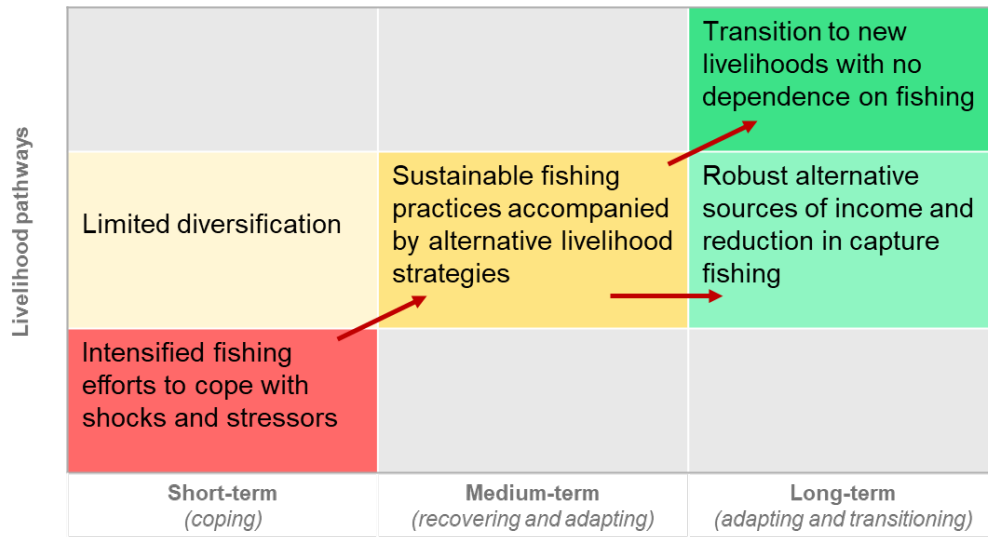 Transition to new
livelihoods with no
dependence on fishing
Livelihood pathways
Limited diversification
Sustainable fishing
practices accompanied
by alternative livelihood
strategies
Robust alternative
sources of income and
reduction in capture
fishing
Intensified fishing
efforts to cope with
shocks and stressors
Short-term
(coping)
Medium-term
(recovering and adapting)
Long-term
(adapting and transitioning)